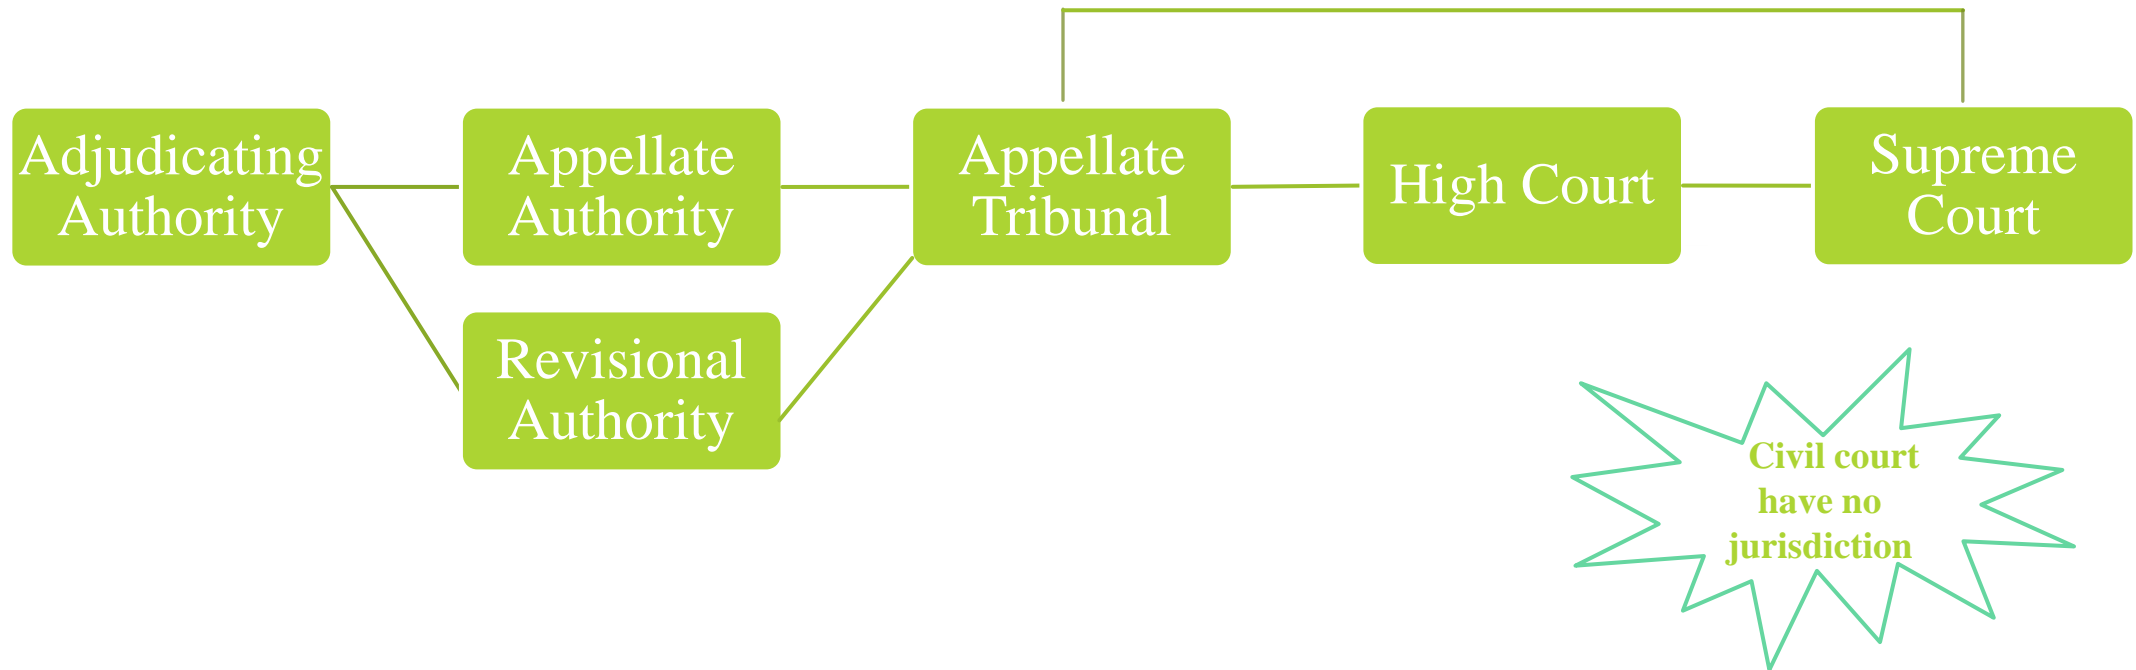 Adjudicating
Authority
Appellate
Authority
Appellate
Tribunal
High Court
Supreme
Court
Revisional
Authority
Civil court
have no
jurisdiction